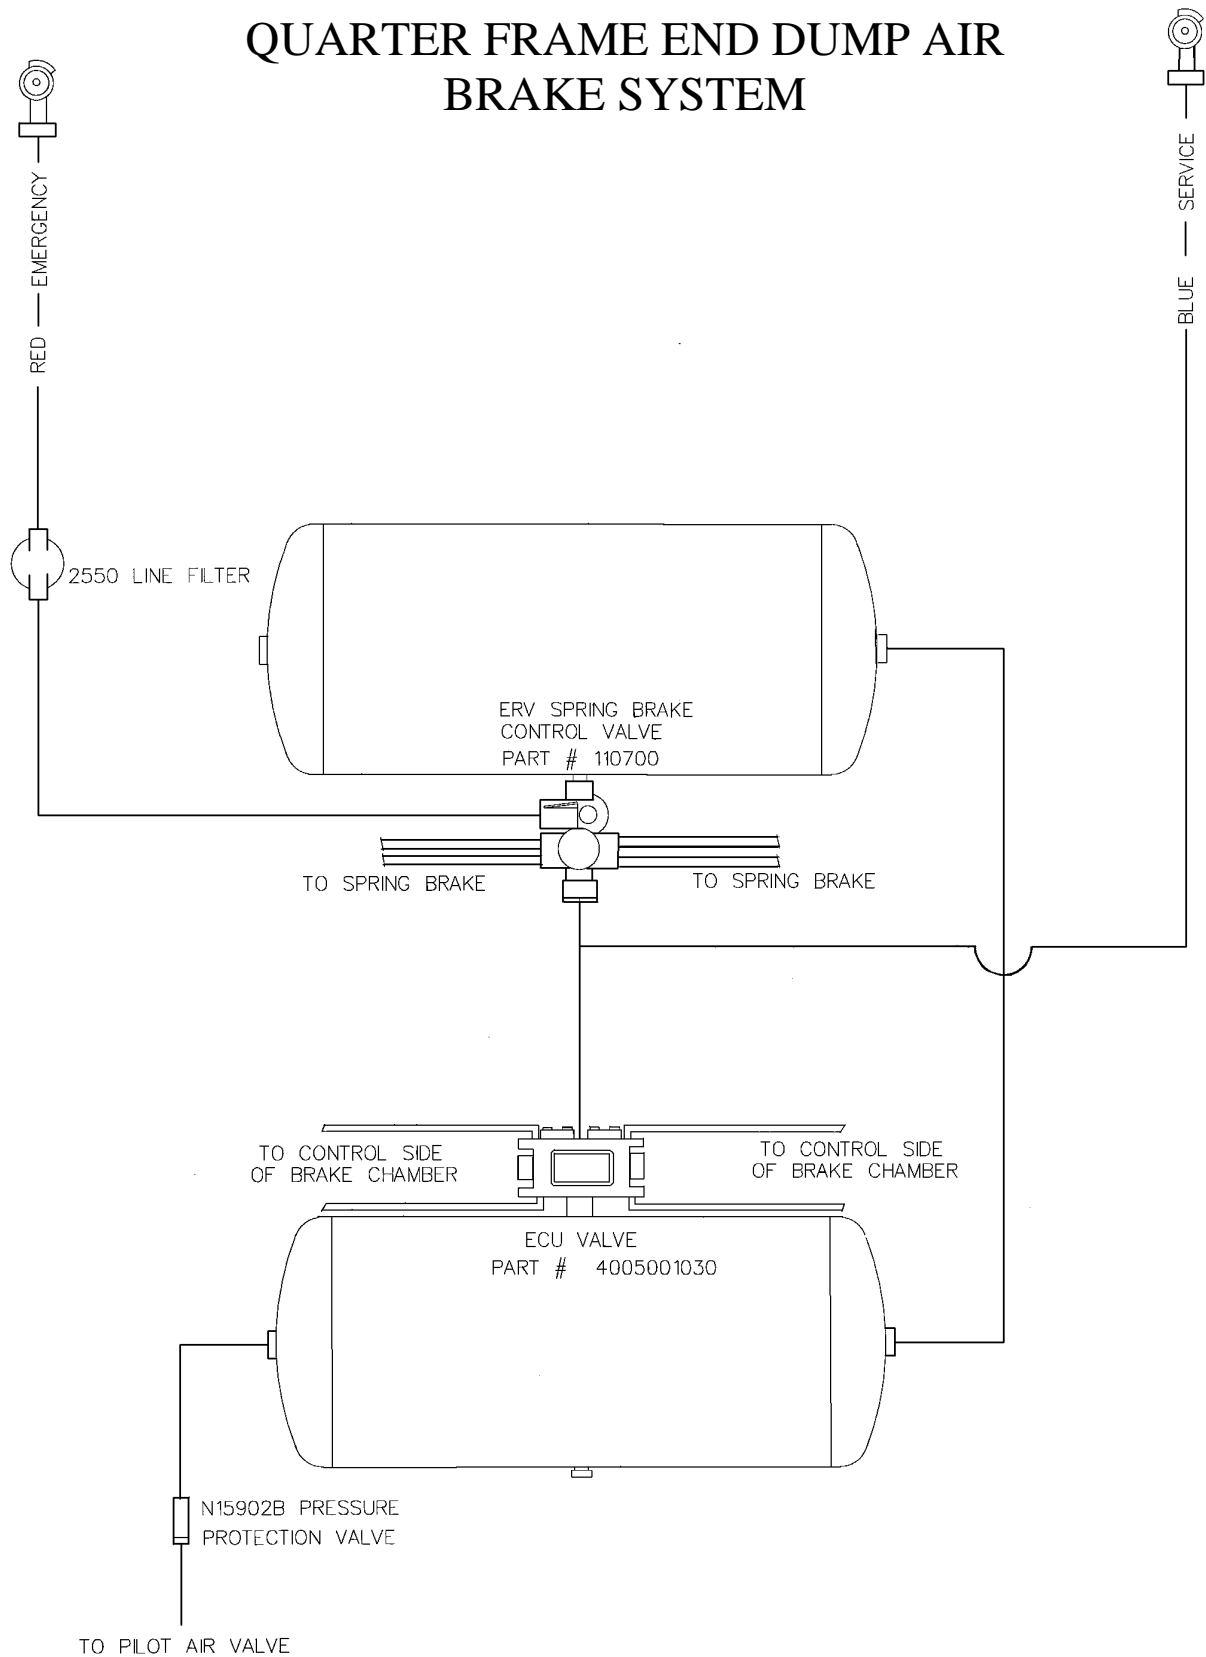 QUARTER FRAME END DUMP AIR
BRAKE SYSTEM
RED EMERGENCY
BLUE SERVICE
2550 LINE FILTER
ERV SPRING BRAKE
CONTROL VALVE
PART # 110700
TO SPRING BRAKE
TO SPRING BRAKE
TO CONTROL SIDE
OF BRAKE CHAMBER
TO CONTROL SIDE
OF BRAKE CHAMBER
ECU VALVE
PART # 4005001030
N15902B PRESSURE
PROTECTION VALVE
TO PILOT AIR VALVE